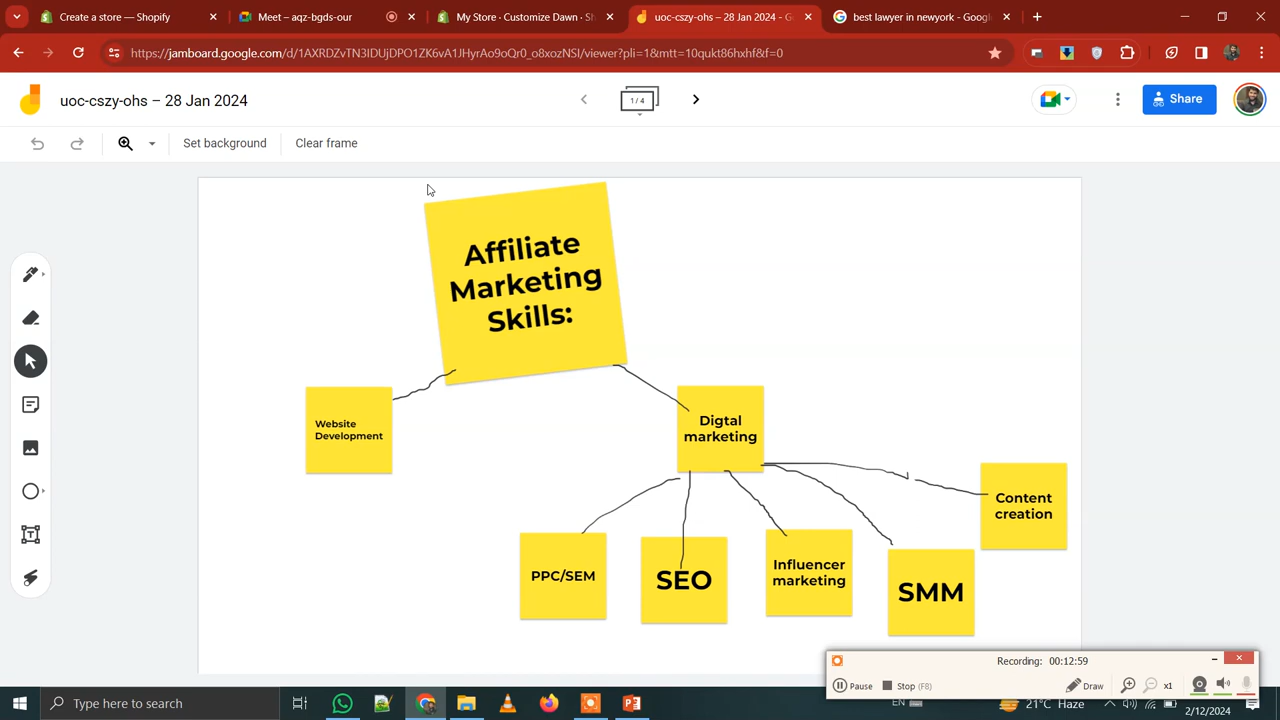 Create a store — Shopify
Meet – aqz-bgds-our
My Store · Customize Dawn · Sh
uoc-cszy-ohs – 28 Jan 2024 - G
best lawyer in newyork - Google
https://jamboard.google.com/d/1AXRDZvTN3IDUjDPO1ZK6vA1JHyrAo9oQr0_o8xozNSI/viewer?pli=1&mtt=10qukt86hxhf&f=0
uoc-cszy-ohs – 28 Jan 2024
1 / 4
Share
Set background
Clear frame
Affiliate
Marketing
Skills:
Website
Development
Digtal
marketing
Content
creation
PPC/SEM
SEO
Influencer
marketing
SMM
Recording: 00:12:59
Pause
Stop (F8)
Draw
x1
Type here to search
21°C Haze
EN
2/12/2024